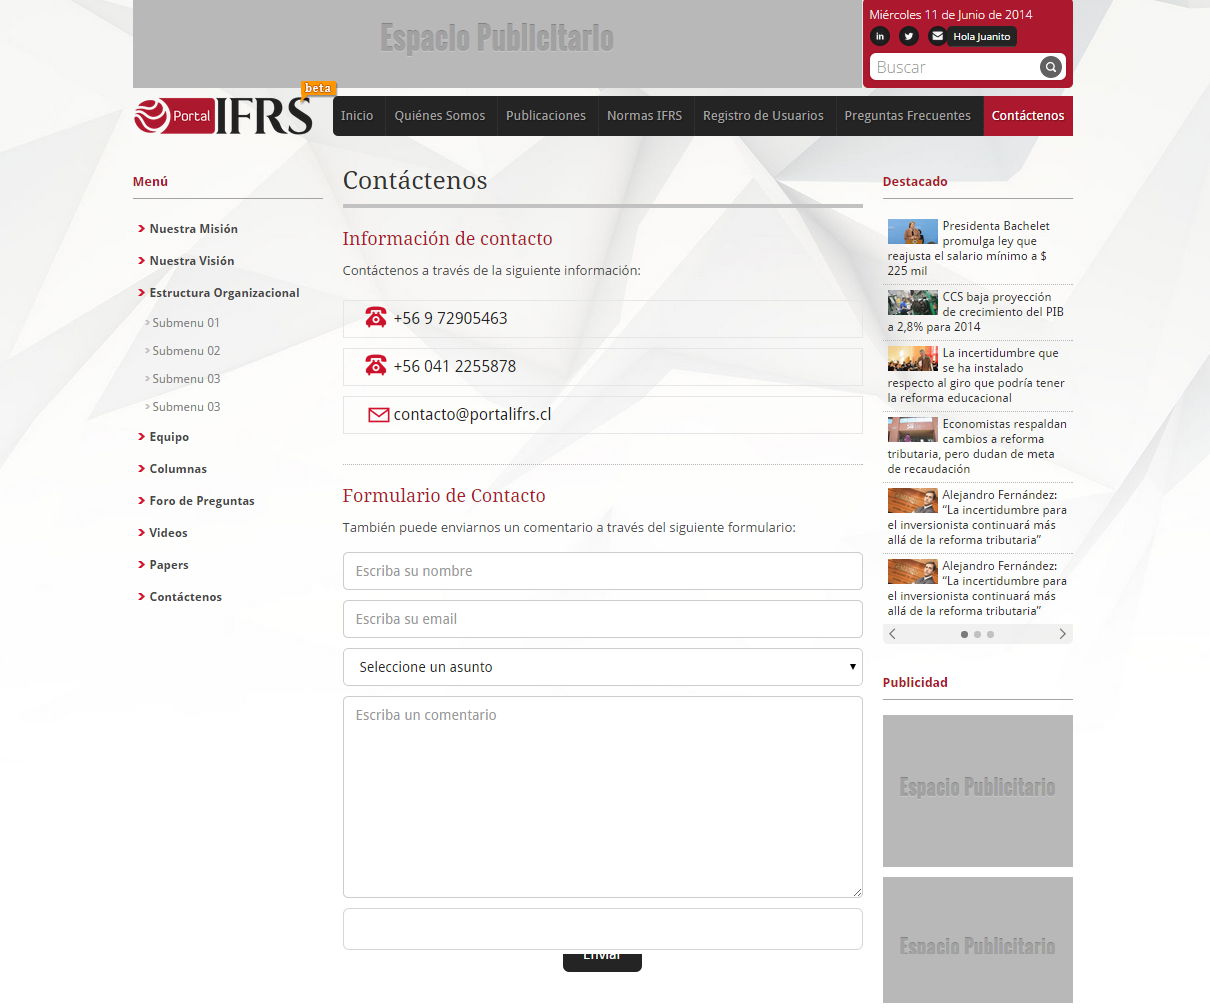 Espacio Publicitario
Miércoles 11 de Junio de 2014
in
Hola Juanito
Buscar
beta
Portal IFRS
Inicio
Quiénes Somos
Publicaciones
Normas IFRS
Registro de Usuarios
Preguntas Frecuentes
Contáctenos
Menú
Nuestra Misión
Nuestra Visión
Estructura Organizacional
Submenu 01
Submenu 02
Submenu 03
Submenu 03
Equipo
Columnas
Foro de Preguntas
Videos
Papers
Contáctenos
Contáctenos
Información de contacto
Contáctenos a través de la siguiente información:
+56 9 72905463
+56 041 2255878
contacto@portalifrs.cl
Formulario de Contacto
También puede enviarnos un comentario a través del siguiente formulario:
Escriba su nombre
Escriba su email
Seleccione un asunto
Escriba un comentario
Enviar
Destacado
Presidenta Bachelet
promulga ley que
reajusta el salario mínimo a $
225 mil
CCS baja proyección
de crecimiento del PIB
a 2,8% para 2014
La incertidumbre que
se ha instalado
respecto al giro que podría tener
la reforma educacional
Economistas respaldan
cambios a reforma
tributaria, pero dudan de meta
de recaudación
Alejandro Fernández:
“La incertidumbre para
el inversionista continuará más
allá de la reforma tributaria”
Alejandro Fernández:
“La incertidumbre para
el inversionista continuará más
allá de la reforma tributaria”
Publicidad
Espacio Publicitario
Espacio Publicitario